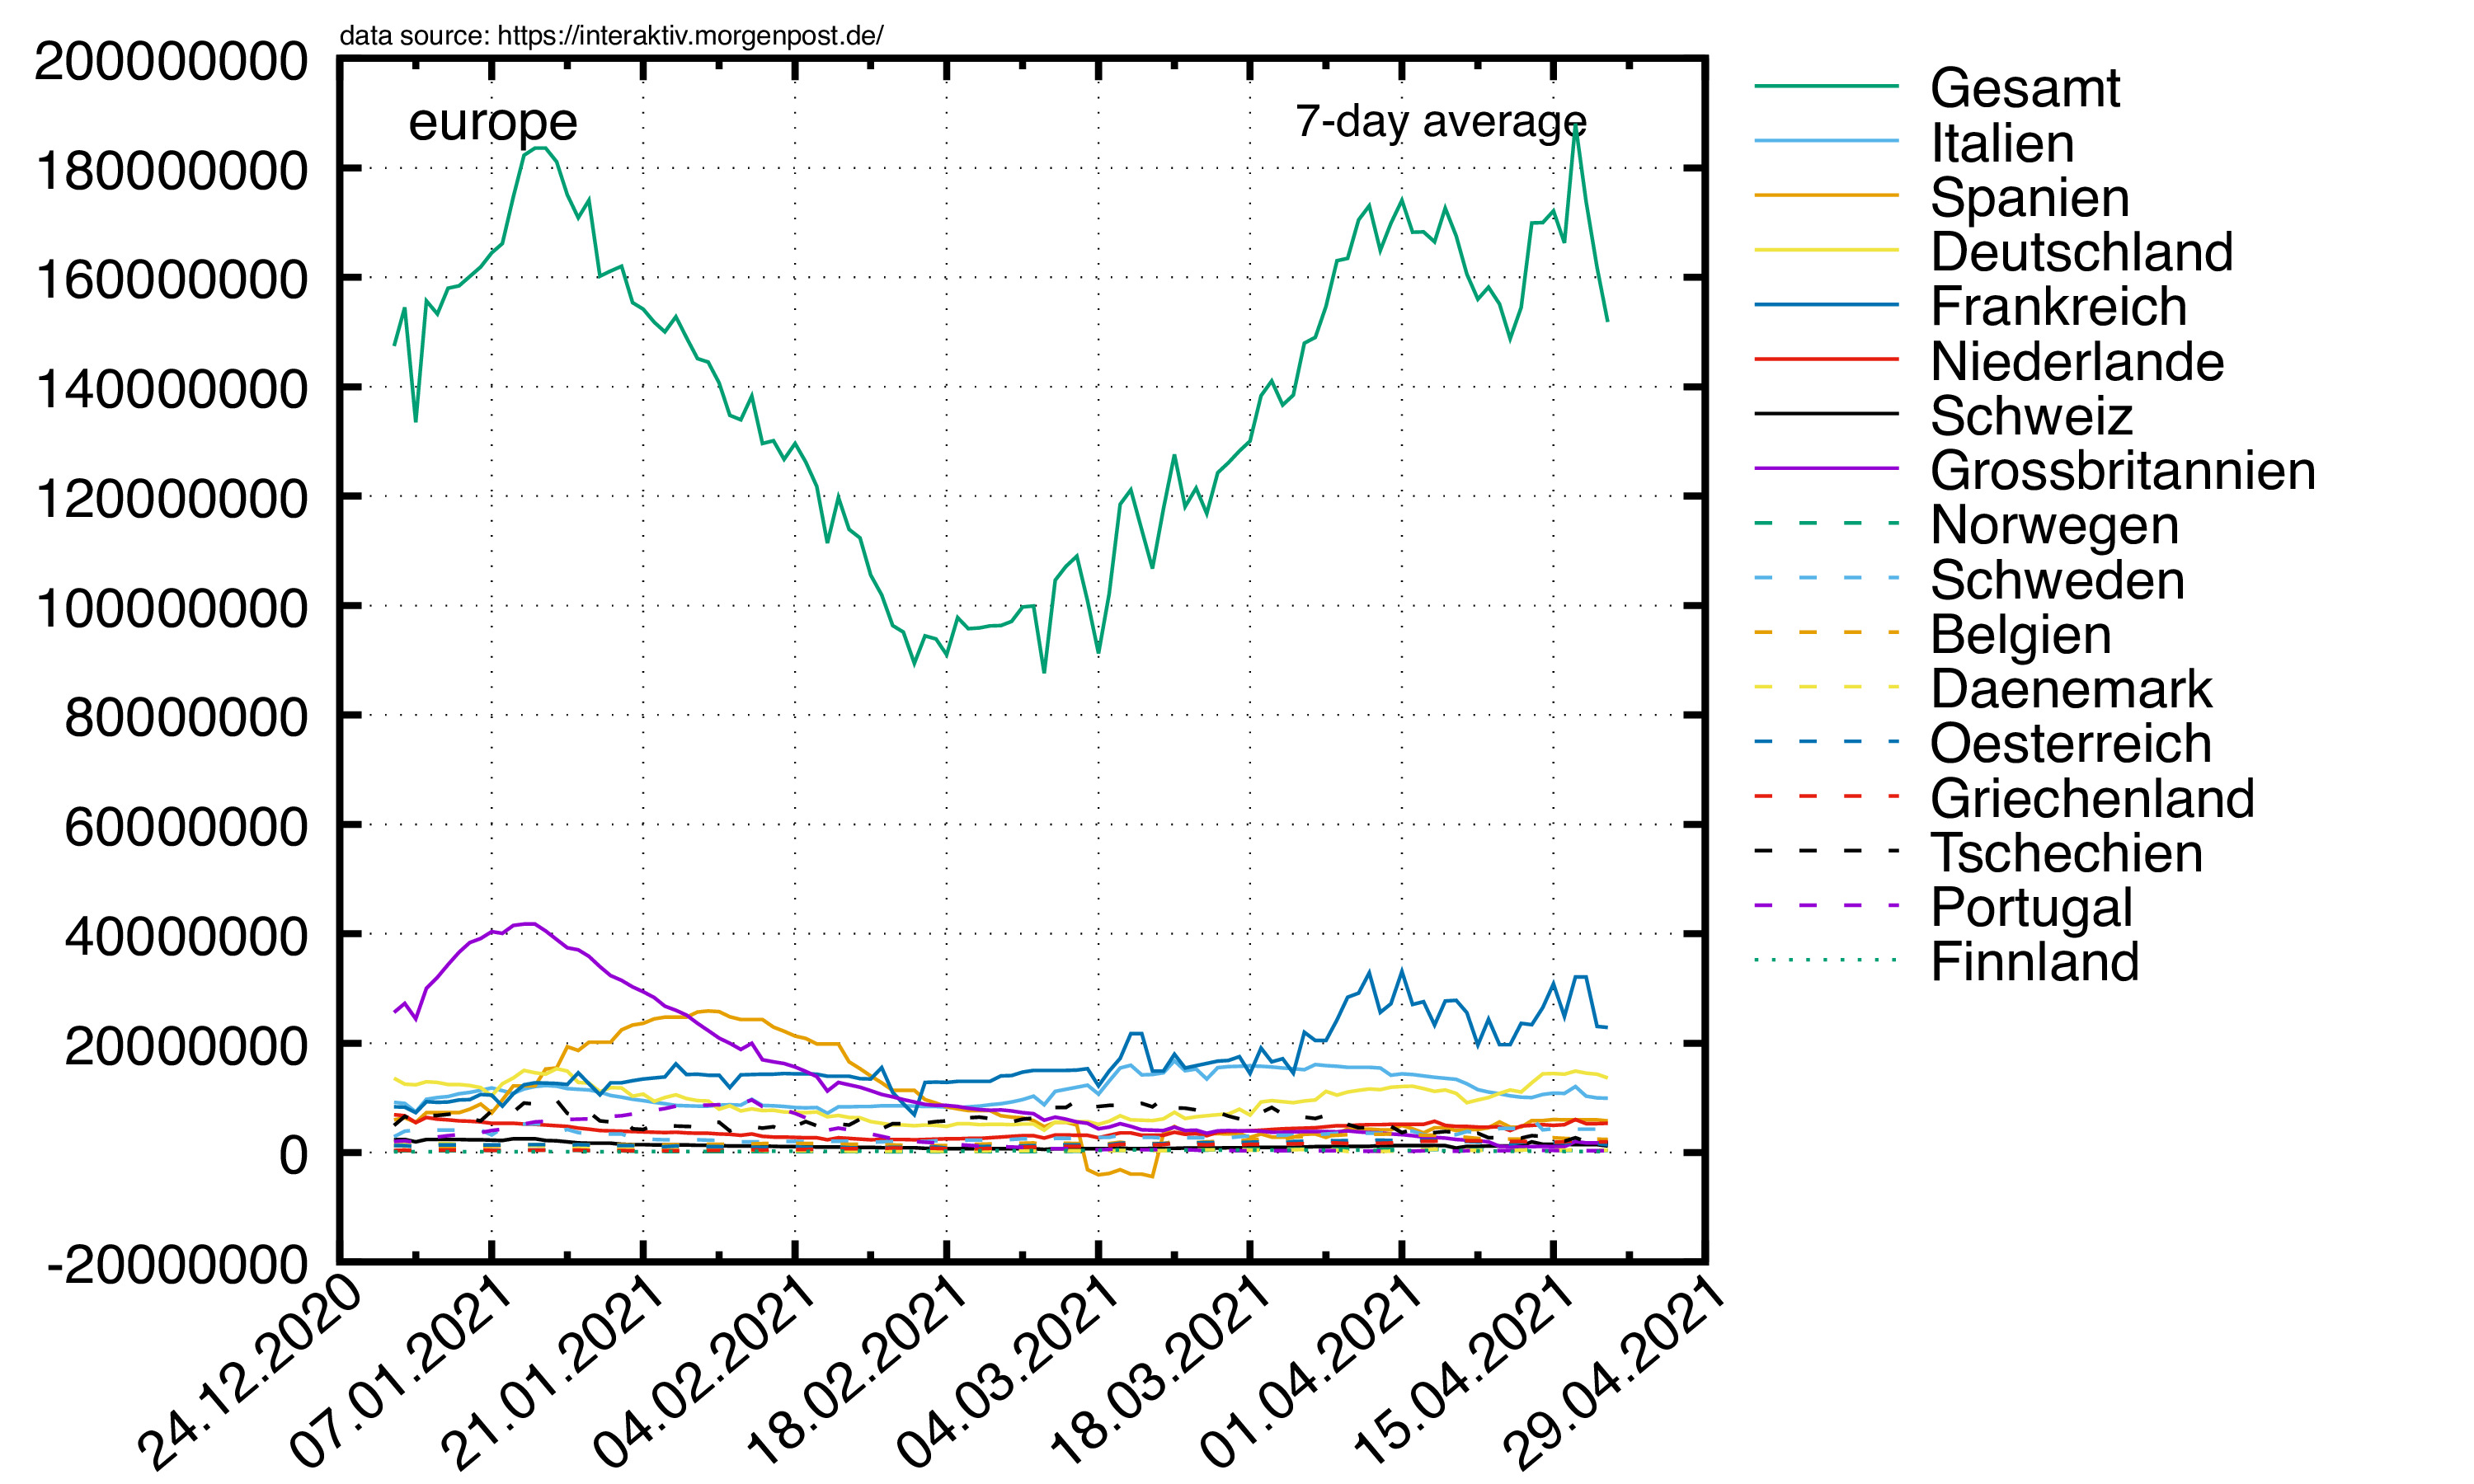 data source: https://interaktiv.morgenpost.de/
europe
7-day average
200000000
180000000
160000000
140000000
120000000
100000000
80000000
60000000
40000000
20000000
0
-20000000
24.12.2020
07.01.2021
21.01.2021
04.02.2021
18.02.2021
04.03.2021
18.03.2021
01.04.2021
15.04.2021
29.04.2021
Gesamt
Italien
Spanien
Deutschland
Frankreich
Niederlande
Schweiz
Grossbritannien
Norwegen
Schweden
Belgien
Daenemark
Oesterreich
Griechenland
Tschechien
Portugal
Finnland